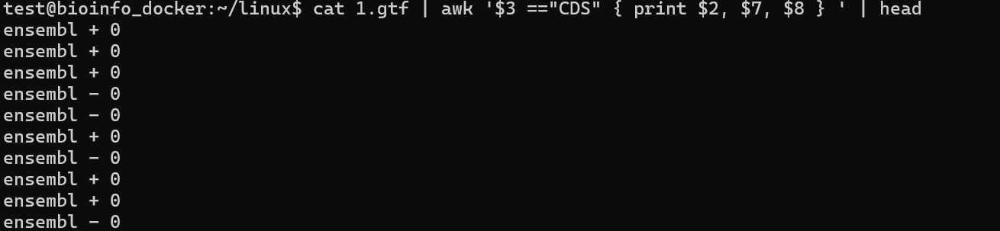 test@bioinfo_docker:~/linux$ cat 1.gtf | awk '$3 =="CDS" { print $2, $7, $8 } ' | head
ensembl + 0
ensembl + 0
ensembl + 0
ensembl - 0
ensembl - 0
ensembl + 0
ensembl - 0
ensembl + 0
ensembl + 0
ensembl - 0